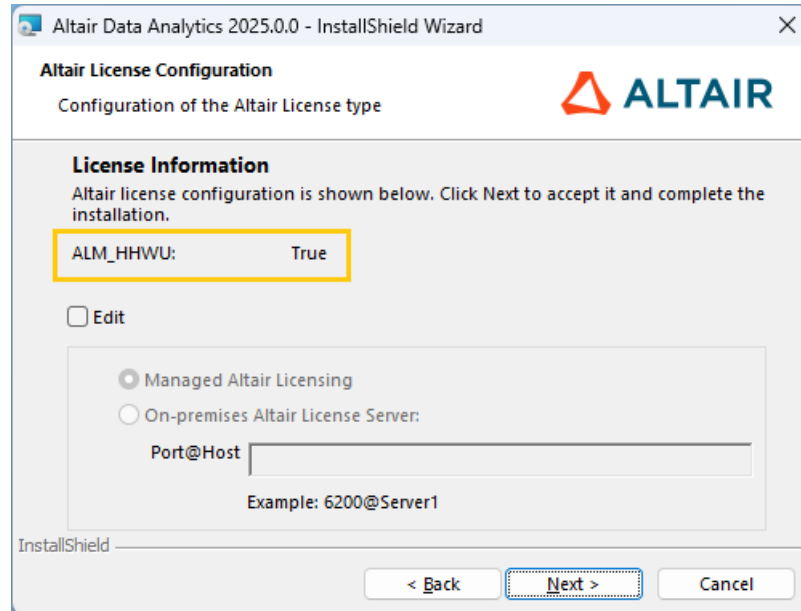 Altair Data Analytics 2025.0.0 - InstallShield Wizard
Altair License Configuration
Configuration of the Altair License type
ALTAIR
License Information
Altair license configuration is shown below. Click Next to accept it and complete the
installation.
ALM_HHWU: True
Edit
Managed Altair Licensing
On-premises Altair License Server:
Port@Host
Example: 6200@Server1
InstallShield
< Back Next > Cancel